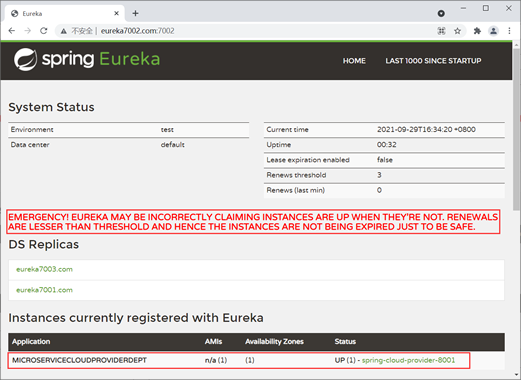 Eureka
不安全 | eureka7002.com:7002
spring Eureka
HOME LAST 1000 SINCE STARTUP
System Status
Environment test
Data center default
Current time 2021-09-29T16:34:20 +0800
Uptime 00:32
Lease expiration enabled false
Renews threshold 3
Renews (last min) 0
EMERGENCY! EUREKA MAY BE INCORRECTLY CLAIMING INSTANCES ARE UP WHEN THEY'RE NOT. RENEWALS
ARE LESSER THAN THRESHOLD AND HENCE THE INSTANCES ARE NOT BEING EXPIRED JUST TO BE SAFE.
DS Replicas
eureka7003.com
eureka7001.com
Instances currently registered with Eureka
Application AMIs Availability Zones Status
MICROSERVICECLOUDPROVIDERDEPT n/a (1) (1) UP (1) - spring-cloud-provider-8001